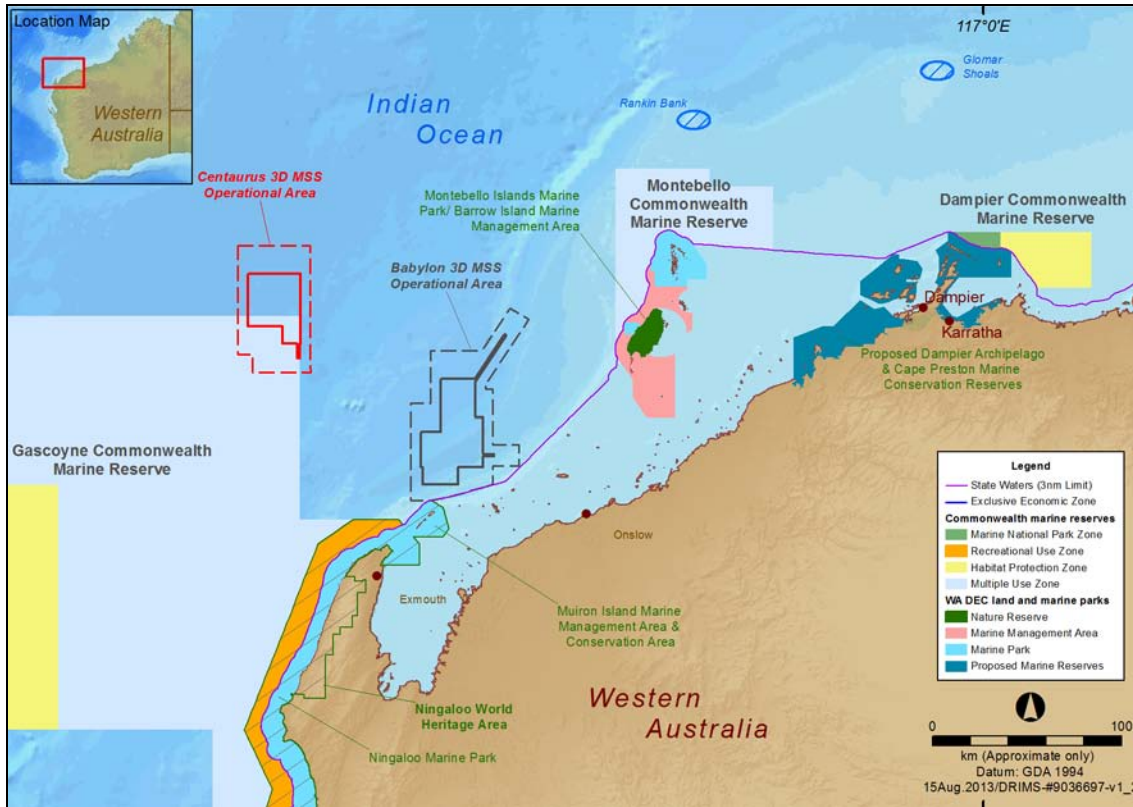 Location Map
Western
Australia
117°0'E
Glomar
Shoals
Rankin Bank
Indian
Ocean
Centaurus 3D MSS
Operational Area
Montebello Islands Marine
Park/ Barrow Island Marine
Management Area
Montebello
Commonwealth
Marine Reserve
Dampier Commonwealth
Marine Reserve
Babylon 3D MSS
Operational Area
Dampier
Karratha
Proposed Dampier Archipelago
& Cape Preston Marine
Conservation Reserves
Gascoyne Commonwealth
Marine Reserve
Onslow
Exmouth
Muiron Island Marine
Management Area &
Conservation Area
Ningaloo World
Heritage Area
Ningaloo Marine Park
Western
Australia
Legend
State Waters (3nm Limit)
Exclusive Economic Zone
Commonwealth marine reserves
Marine National Park Zone
Recreational Use Zone
Habitat Protection Zone
Multiple Use Zone
WA DEC land and marine parks
Nature Reserve
Marine Management Area
Marine Park
Proposed Marine Reserves
0 100
km (Approximate only)
Datum: GDA 1994
15Aug.2013/DRIMS-#9036697-v1_